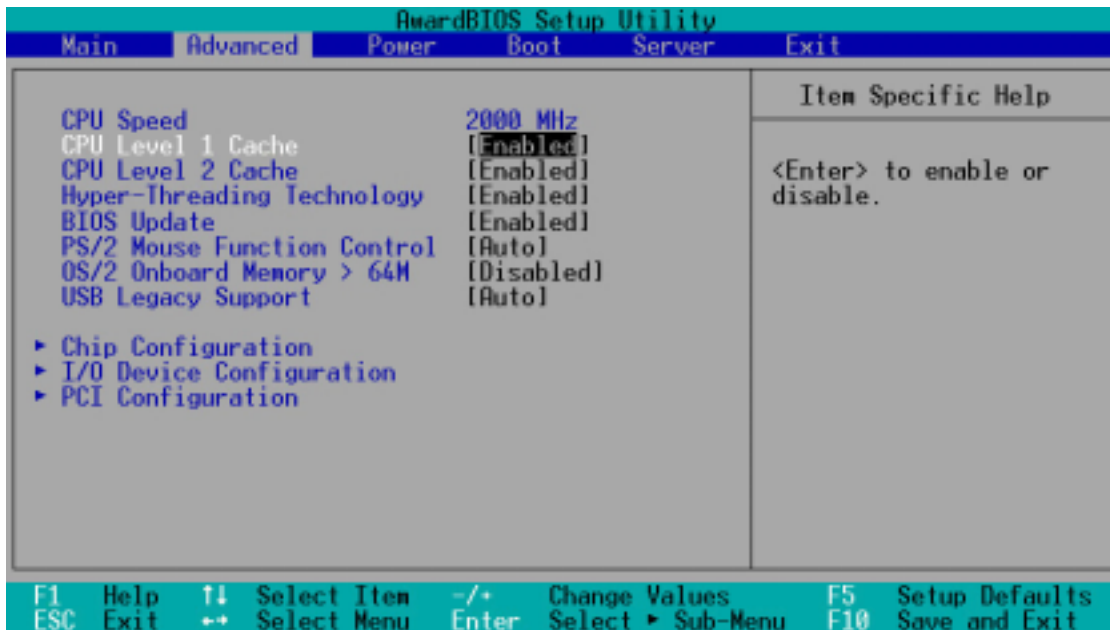 AwardBIOS Setup Utility
Main Advanced Power Boot Server Exit
Item Specific Help
CPU Speed 2000 MHz
CPU Level 1 Cache [Enabled]
CPU Level 2 Cache [Enabled]
Hyper-Threading Technology [Enabled]
BIOS Update [Enabled]
PS/2 Mouse Function Control [Auto]
OS/2 Onboard Memory > 64M [Disabled]
USB Legacy Support [Auto]
▸ Chip Configuration
▸ I/O Device Configuration
▸ PCI Configuration
<Enter> to enable or
disable.
F1 Help ↑↓ Select Item -/+ Change Values F5 Setup Defaults
ESC Exit ←→ Select Menu Enter Select ▸ Sub-Menu F10 Save and Exit